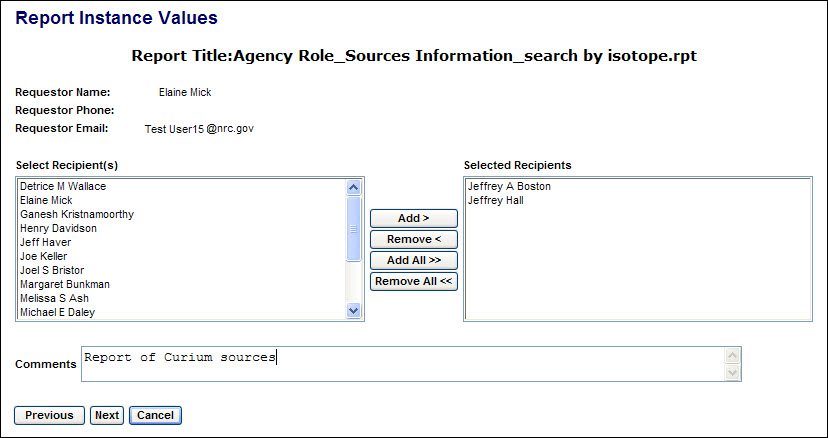 Report Instance Values
Report Title:Agency Role_Sources Information_search by isotope.rpt
Requestor Name: Elaine Mick
Requestor Phone:
Requestor Email: Test User15 @nrc.gov
Select Recipient(s)
Detrice M Wallace
Elaine Mick
Ganesh Kristnamoorthy
Henry Davidson
Jeff Haver
Joe Keller
Joel S Bristor
Margaret Bunkman
Melissa S Ash
Michael E Daley
Add >
Remove <
Add All >>
Remove All <<
Selected Recipients
Jeffrey A Boston
Jeffrey Hall
Comments Report of Curium sources
Previous Next Cancel